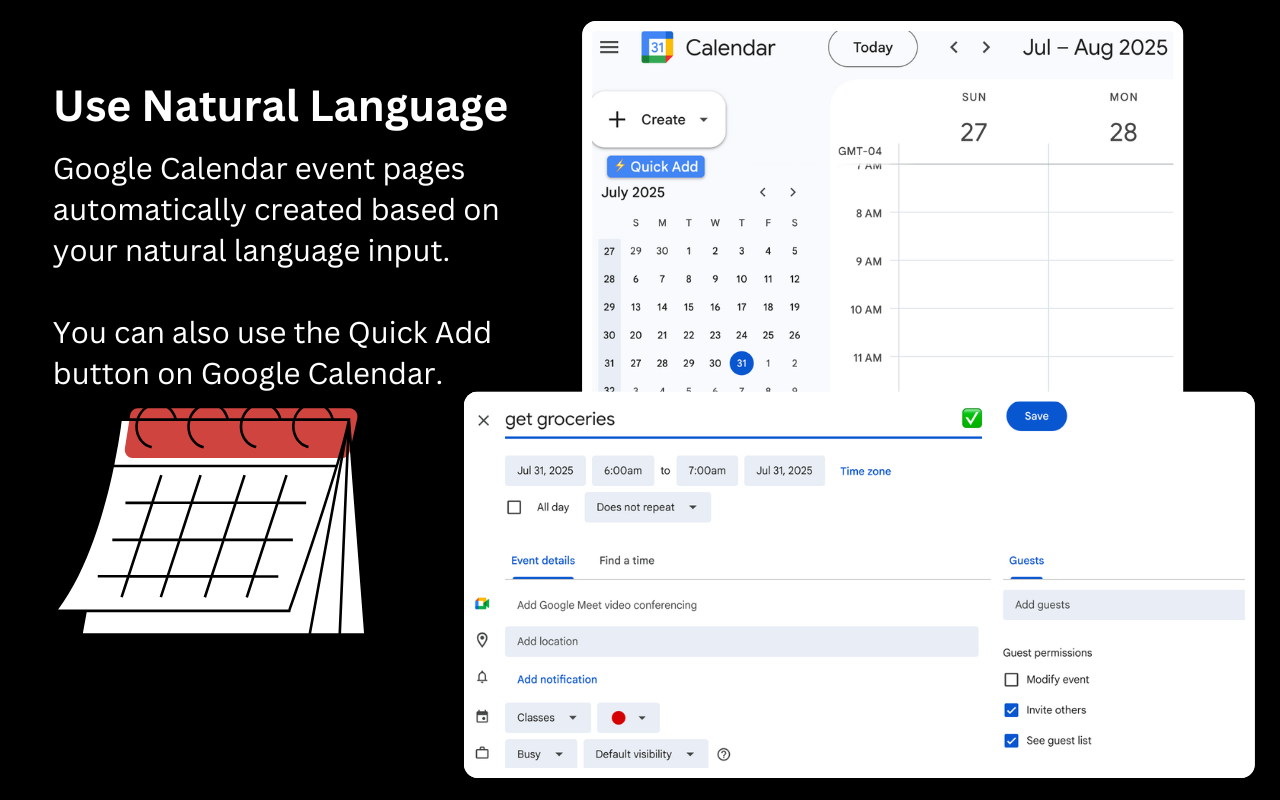 Use Natural Language
Google Calendar event pages
automatically created based on
your natural language input.
You can also use the Quick Add
button on Google Calendar.
31 Calendar Today Jul – Aug 2025
Create
⚡ Quick Add
July 2025
S M T W T F S
27 29 30 1 2 3 4 5
28 6 7 8 9 10 11 12
29 13 14 15 16 17 18 19
30 20 21 22 23 24 25 26
31 27 28 29 30 31 1 2
32 3 4 5 6 7 8 9
SUN MON
27 28
GMT-04
7 AM
8 AM
9 AM
10 AM
11 AM
get groceries ✅ Save
Jul 31, 2025 6:00am to 7:00am Jul 31, 2025 Time zone
All day Does not repeat
Event details Find a time
Add Google Meet video conferencing
Add location
Add notification
Classes
Busy Default visibility
Guests
Add guests
Guest permissions
Modify event
Invite others
See guest list